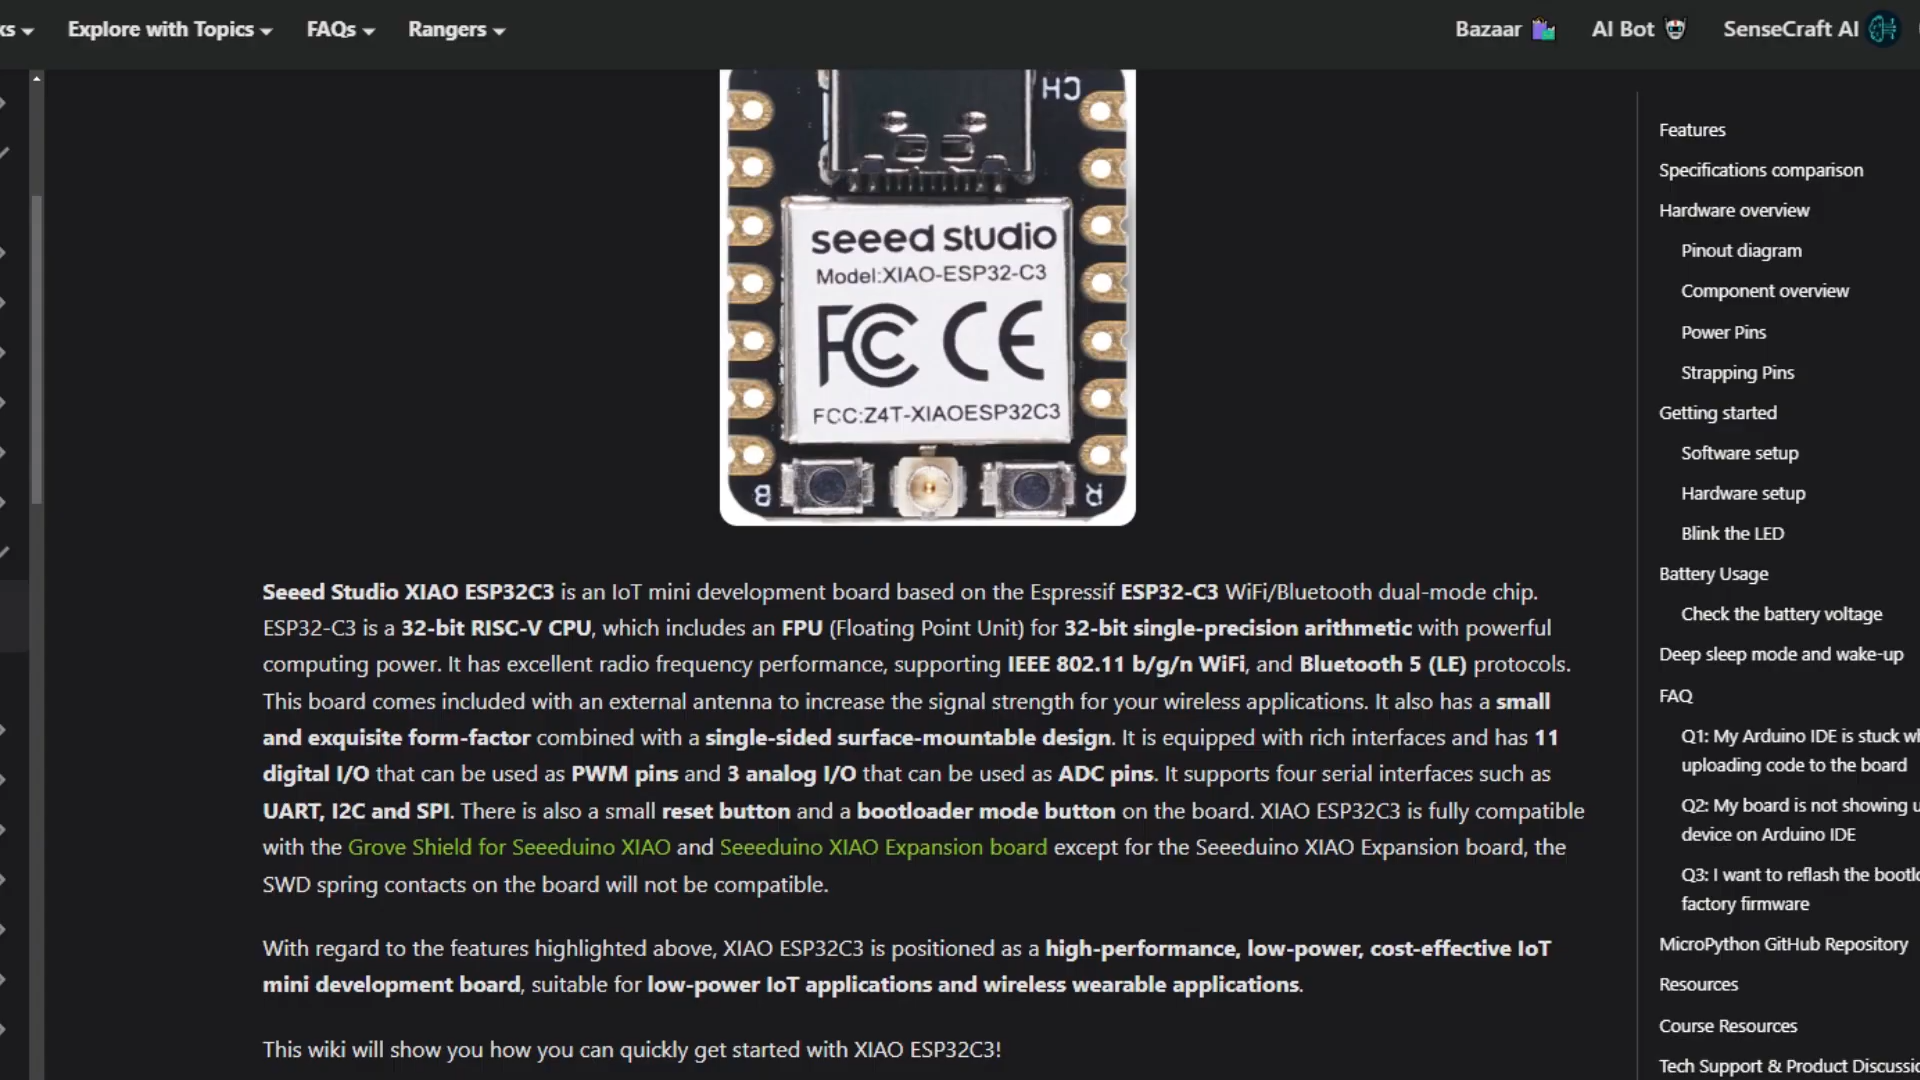 Explore with Topics
FAQs
Rangers
Bazaar
AI Bot
SenseCraft AI
CH
seeed studio
Model:XIAO-ESP32-C3
FC CE
FCC:Z4T-XIAOESP32C3
B
R
Seeed Studio XIAO ESP32C3 is an IoT mini development board based on the Espressif ESP32-C3 WiFi/Bluetooth dual-mode chip.
ESP32-C3 is a 32-bit RISC-V CPU, which includes an FPU (Floating Point Unit) for 32-bit single-precision arithmetic with powerful
computing power. It has excellent radio frequency performance, supporting IEEE 802.11 b/g/n WiFi, and Bluetooth 5 (LE) protocols.
This board comes included with an external antenna to increase the signal strength for your wireless applications. It also has a small
and exquisite form-factor combined with a single-sided surface-mountable design. It is equipped with rich interfaces and has 11
digital I/O that can be used as PWM pins and 3 analog I/O that can be used as ADC pins. It supports four serial interfaces such as
UART, I2C and SPI. There is also a small reset button and a bootloader mode button on the board. XIAO ESP32C3 is fully compatible
with the Grove Shield for Seeeduino XIAO and Seeeduino XIAO Expansion board except for the Seeeduino XIAO Expansion board, the
SWD spring contacts on the board will not be compatible.
With regard to the features highlighted above, XIAO ESP32C3 is positioned as a high-performance, low-power, cost-effective IoT
mini development board, suitable for low-power IoT applications and wireless wearable applications.
This wiki will show you how you can quickly get started with XIAO ESP32C3!
Features
Specifications comparison
Hardware overview
Pinout diagram
Component overview
Power Pins
Strapping Pins
Getting started
Software setup
Hardware setup
Blink the LED
Battery Usage
Check the battery voltage
Deep sleep mode and wake-up
FAQ
Q1: My Arduino IDE is stuck
uploading code to the board
Q2: My board is not showing
device on Arduino IDE
Q3: I want to reflash the
factory firmware
MicroPython GitHub Repository
Resources
Course Resources
Tech Support & Product